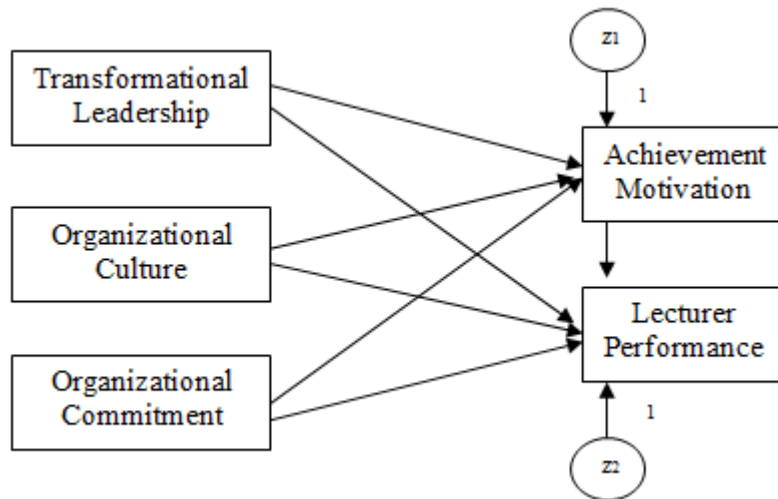 z1
1
Transformational
Leadership
Achievement
Motivation
Organizational
Culture
Lecturer
Performance
Organizational
Commitment
1
z2